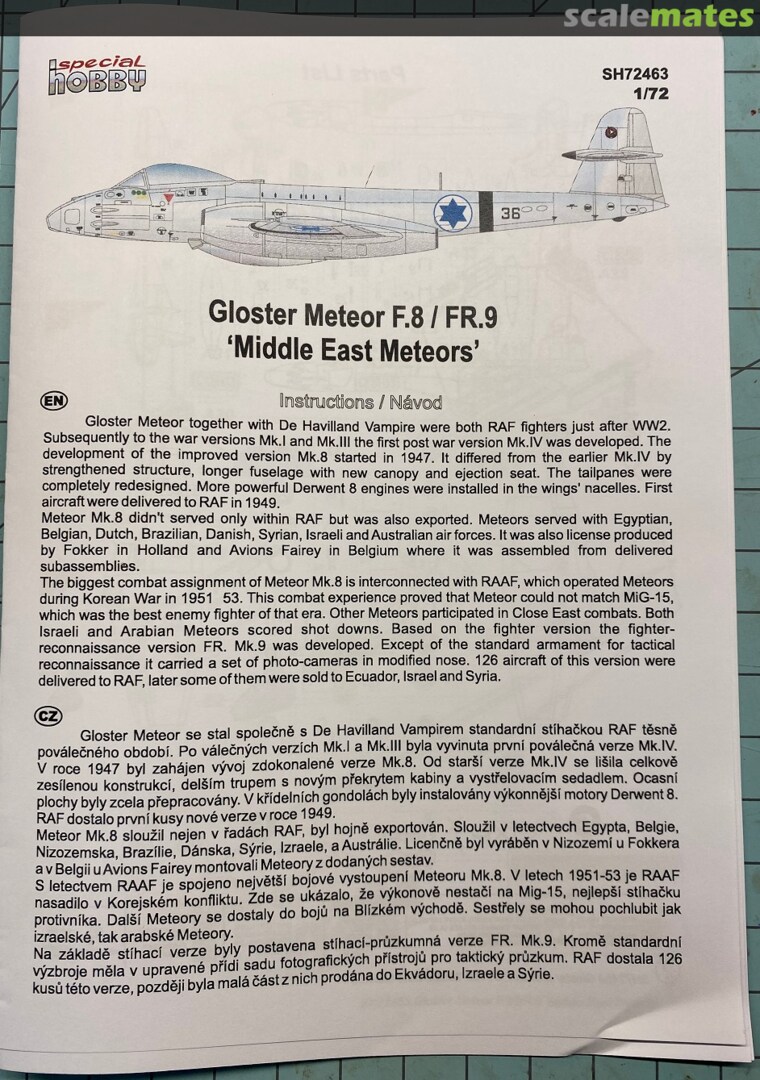 scalemates
special
hobby
SH72463
1/72
36
Gloster Meteor F.8 / FR.9
‘Middle East Meteors’
Instructions / Návod
EN
Gloster Meteor together with De Havilland Vampire were both RAF fighters just after WW2.
Subsequently to the war versions Mk.I and Mk.III the first post war version Mk.IV was developed. The
development of the improved version Mk.8 started in 1947. It differed from the earlier Mk.IV by
strengthened structure, longer fuselage with new canopy and ejection seat. The tailpanes were
completely redesigned. More powerful Derwent 8 engines were installed in the wings' nacelles. First
aircraft were delivered to RAF in 1949.
Meteor Mk.8 didn't served only within RAF but was also exported. Meteors served with Egyptian,
Belgian, Dutch, Brazilian, Danish, Syrian, Israeli and Australian air forces. It was also license produced
by Fokker in Holland and Avions Fairey in Belgium where it was assembled from delivered
subassemblies.
The biggest combat assignment of Meteor Mk.8 is interconnected with RAAF, which operated Meteors
during Korean War in 1951 53. This combat experience proved that Meteor could not match MiG-15,
which was the best enemy fighter of that era. Other Meteors participated in Close East combats. Both
Israeli and Arabian Meteors scored shot downs. Based on the fighter version the fighter-
reconnaissance version FR. Mk.9 was developed. Except of the standard armament for tactical
reconnaissance it carried a set of photo-cameras in modified nose. 126 aircraft of this version were
delivered to RAF, later some of them were sold to Ecuador, Israel and Syria.
CZ
Gloster Meteor se stal společně s De Havilland Vampirem standardní stíhačkou RAF těsně
poválečného období. Po válečných verzích Mk.I a Mk.III byla vyvinuta první poválečná verze Mk.IV.
V roce 1947 byl zahájen vývoj zdokonalené verze Mk.8. Od starší verze Mk.IV se lišila celkově
zesílenou konstrukcí, delším trupem s novým překrytem kabiny a vystřelovacím sedadlem. Ocasní
plochy byly zcela přepracovány. V křídelních gondolách byly instalovány výkonnější motory Derwent 8.
RAF dostalo první kusy nové verze v roce 1949.
Meteor Mk.8 sloužil nejen v řadách RAF, byl hojně exportován. Sloužil v letectvech Egypta, Belgie,
Nizozemska, Brazílie, Dánska, Sýrie, Izraele, a Austrálie. Licenčně byl vyráběn v Nizozemí u Fokkera
a v Belgii u Avions Fairey montovali Meteory z dodaných sestav.
S letectvem RAAF je spojeno největší bojové vystoupení Meteoru Mk.8. V letech 1951-53 je RAAF
nasadilo v Korejském konfliktu. Zde se ukázalo, že výkonově nestačí na Mig-15, nejlepší stíhačku
protivníka. Další Meteory se dostaly do bojů na Blízkém východě. Sestřely se mohou pochlubit jak
izraelské, tak arabské Meteory.
Na základě stíhací verze byly postavena stíhací-průzkumná verze FR. Mk.9. Kromě standardní
výzbroje měla v upravené přídi sadu fotografických přístrojů pro taktický průzkum. RAF dostala 126
kusů této verze, později byla malá část z nich prodána do Ekvádoru, Izraele a Sýrie.